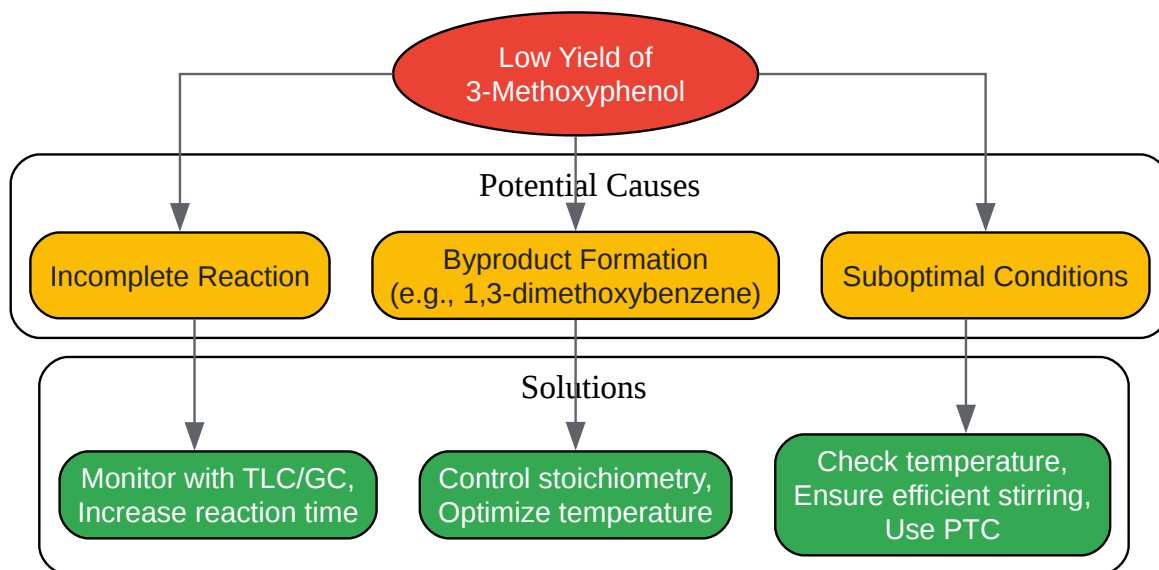 Low Yield of
3-Methoxyphenol
Potential Causes
Incomplete Reaction
Byproduct Formation
(e.g., 1,3-dimethoxybenzene)
Suboptimal Conditions
Solutions
Monitor with TLC/GC,
Increase reaction time
Control stoichiometry,
Optimize temperature
Check temperature,
Ensure efficient stirring,
Use PTC